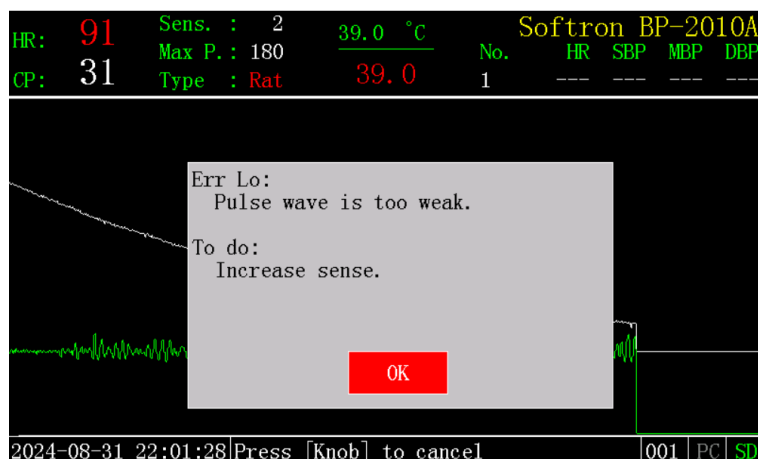 HR: 91 Sens. : 2 39.0 °C Softron BP-2010A
Max P. : 180 No. HR SBP MBP DBP
CP: 31 Type : Rat 39.0 1 --- --- --- ---
Err Lo:
Pulse wave is too weak.
To do:
Increase sense.
OK
2024-08-31 22:01:28 Press [Knob] to cancel 001 PC SD